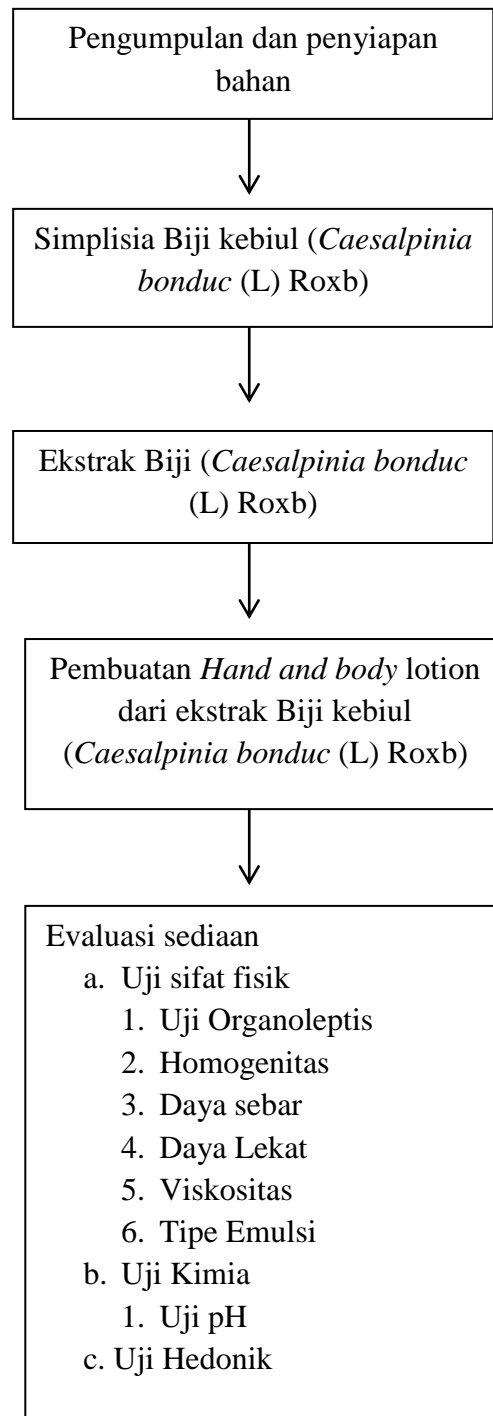 Pengumpulan dan penyiapan
bahan
Simplisia Biji kebiul (Caesalpinia
bonduc (L) Roxb)
Ekstrak Biji (Caesalpinia bonduc
(L) Roxb)
Pembuatan Hand and body lotion
dari ekstrak Biji kebiul
(Caesalpinia bonduc (L) Roxb)
Evaluasi sediaan
a. Uji sifat fisik
1. Uji Organoleptis
2. Homogenitas
3. Daya sebar
4. Daya Lekat
5. Viskositas
6. Tipe Emulsi
b. Uji Kimia
1. Uji pH
c. Uji Hedonik